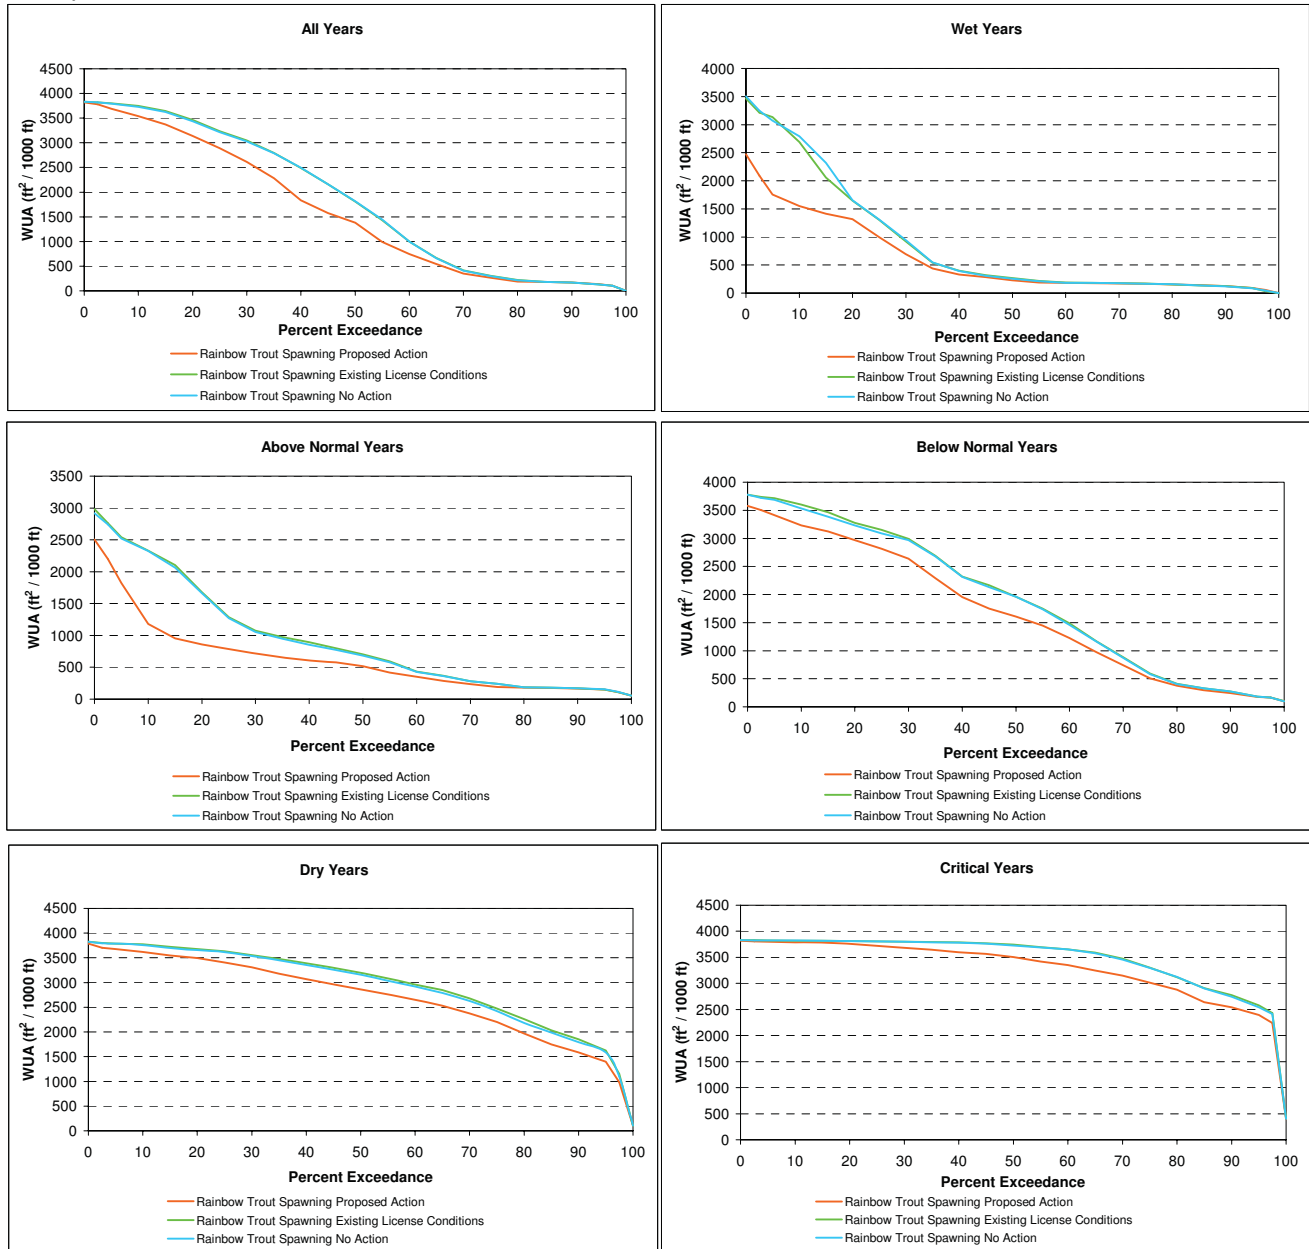 All Years
WUA (ft² / 1000 ft)
4500
4000
3500
3000
2500
2000
1500
1000
500
0
0 10 20 30 40 50 60 70 80 90 100
Percent Exceedance
Rainbow Trout Spawning Proposed Action
Rainbow Trout Spawning Existing License Conditions
Rainbow Trout Spawning No Action
Wet Years
WUA (ft² / 1000 ft)
4000
3500
3000
2500
2000
1500
1000
500
0
0 10 20 30 40 50 60 70 80 90 100
Percent Exceedance
Rainbow Trout Spawning Proposed Action
Rainbow Trout Spawning Existing License Conditions
Rainbow Trout Spawning No Action
Above Normal Years
WUA (ft² / 1000 ft)
3500
3000
2500
2000
1500
1000
500
0
0 10 20 30 40 50 60 70 80 90 100
Percent Exceedance
Rainbow Trout Spawning Proposed Action
Rainbow Trout Spawning Existing License Conditions
Rainbow Trout Spawning No Action
Below Normal Years
WUA (ft² / 1000 ft)
4000
3500
3000
2500
2000
1500
1000
500
0
0 10 20 30 40 50 60 70 80 90 100
Percent Exceedance
Rainbow Trout Spawning Proposed Action
Rainbow Trout Spawning Existing License Conditions
Rainbow Trout Spawning No Action
Dry Years
WUA (ft² / 1000 ft)
4500
4000
3500
3000
2500
2000
1500
1000
500
0
0 10 20 30 40 50 60 70 80 90 100
Percent Exceedance
Rainbow Trout Spawning Proposed Action
Rainbow Trout Spawning Existing License Conditions
Rainbow Trout Spawning No Action
Critical Years
WUA (ft² / 1000 ft)
4500
4000
3500
3000
2500
2000
1500
1000
500
0
0 10 20 30 40 50 60 70 80 90 100
Percent Exceedance
Rainbow Trout Spawning Proposed Action
Rainbow Trout Spawning Existing License Conditions
Rainbow Trout Spawning No Action